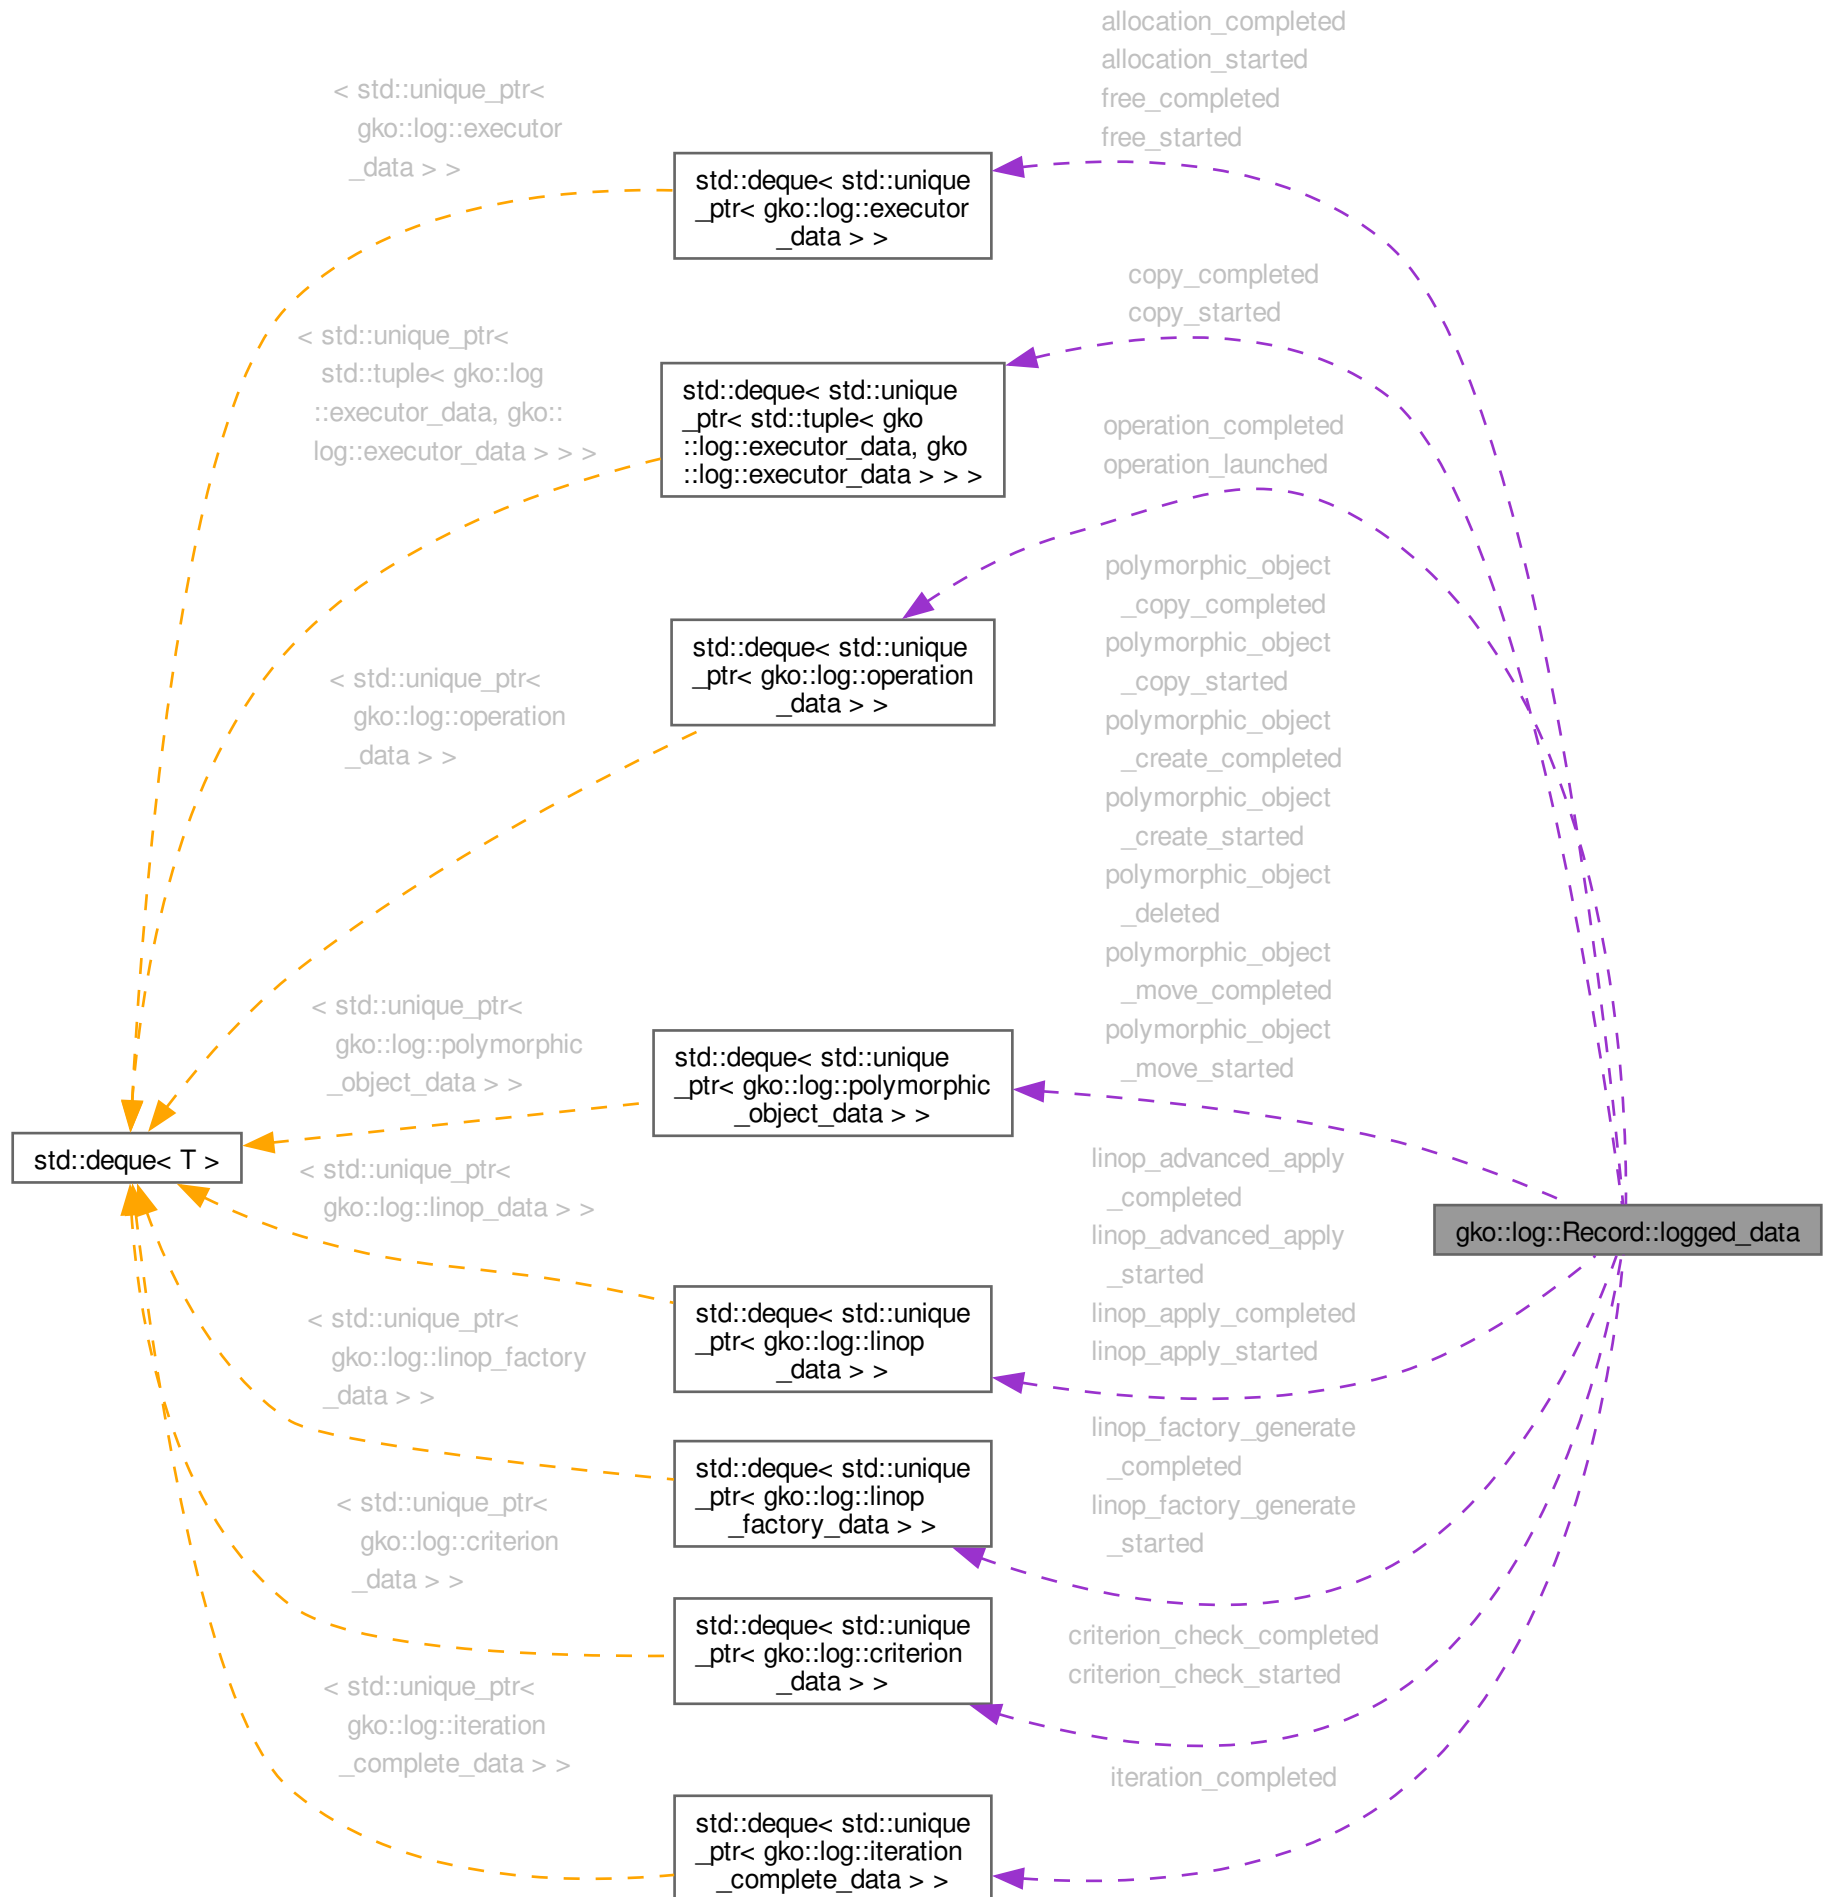 allocation_completed
allocation_started
free_completed
free_started
< std::unique_ptr<
gko::log::executor
_data > >
std::deque< std::unique
_ptr< gko::log::executor
_data > >
copy_completed
copy_started
< std::unique_ptr<
std::tuple< gko::log
::executor_data, gko::
log::executor_data > > >
std::deque< std::unique
_ptr< std::tuple< gko
::log::executor_data, gko
::log::executor_data > > >
operation_completed
operation_launched
< std::unique_ptr<
gko::log::operation
_data > >
std::deque< std::unique
_ptr< gko::log::operation
_data > >
polymorphic_object
_copy_completed
polymorphic_object
_copy_started
polymorphic_object
_create_completed
polymorphic_object
_create_started
polymorphic_object
_deleted
polymorphic_object
_move_completed
polymorphic_object
_move_started
< std::unique_ptr<
gko::log::polymorphic
_object_data > >
std::deque< std::unique
_ptr< gko::log::polymorphic
_object_data > >
std::deque< T >
< std::unique_ptr<
gko::log::linop_data > >
linop_advanced_apply
_completed
linop_advanced_apply
_started
linop_apply_completed
linop_apply_started
gko::log::Record::logged_data
std::deque< std::unique
_ptr< gko::log::linop
_data > >
< std::unique_ptr<
gko::log::linop_factory
_data > >
linop_factory_generate
_completed
linop_factory_generate
_started
std::deque< std::unique
_ptr< gko::log::linop
_factory_data > >
< std::unique_ptr<
gko::log::criterion
_data > >
std::deque< std::unique
_ptr< gko::log::criterion
_data > >
criterion_check_completed
criterion_check_started
< std::unique_ptr<
gko::log::iteration
_complete_data > >
iteration_completed
std::deque< std::unique
_ptr< gko::log::iteration
_complete_data > >